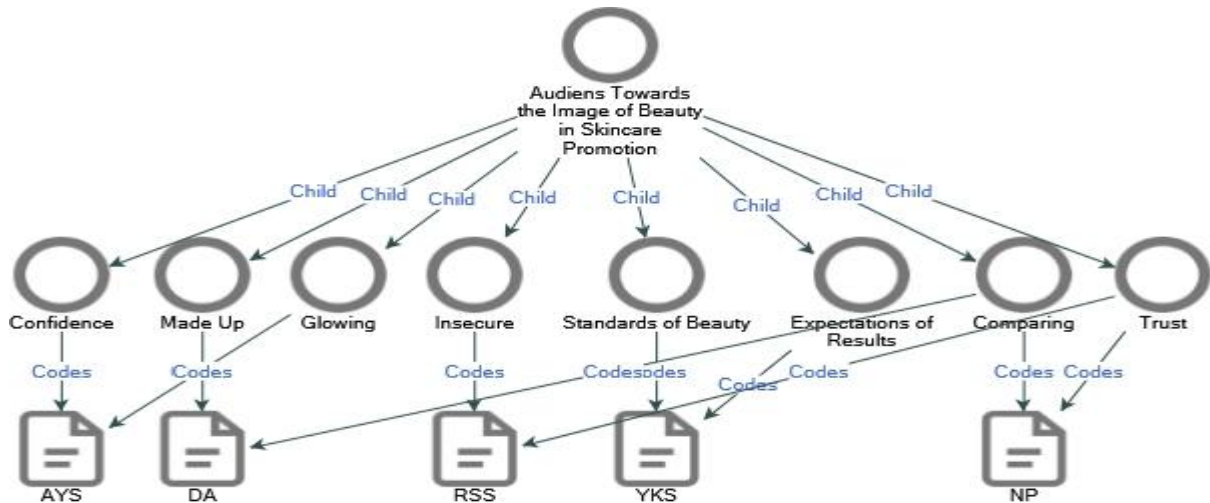 Audiens Towards
the Image of Beauty
in Skincare
Promotion
Child
Child
Child
Child
Child
Child
Child
Child
Confidence
Made Up
Glowing
Insecure
Standards of Beauty
Expectations of
Results
Comparing
Trust
Codes
Codes
Codes
Codes
Codes
Codes
Codes
Codes
Codes
AYS
DA
RSS
YKS
NP